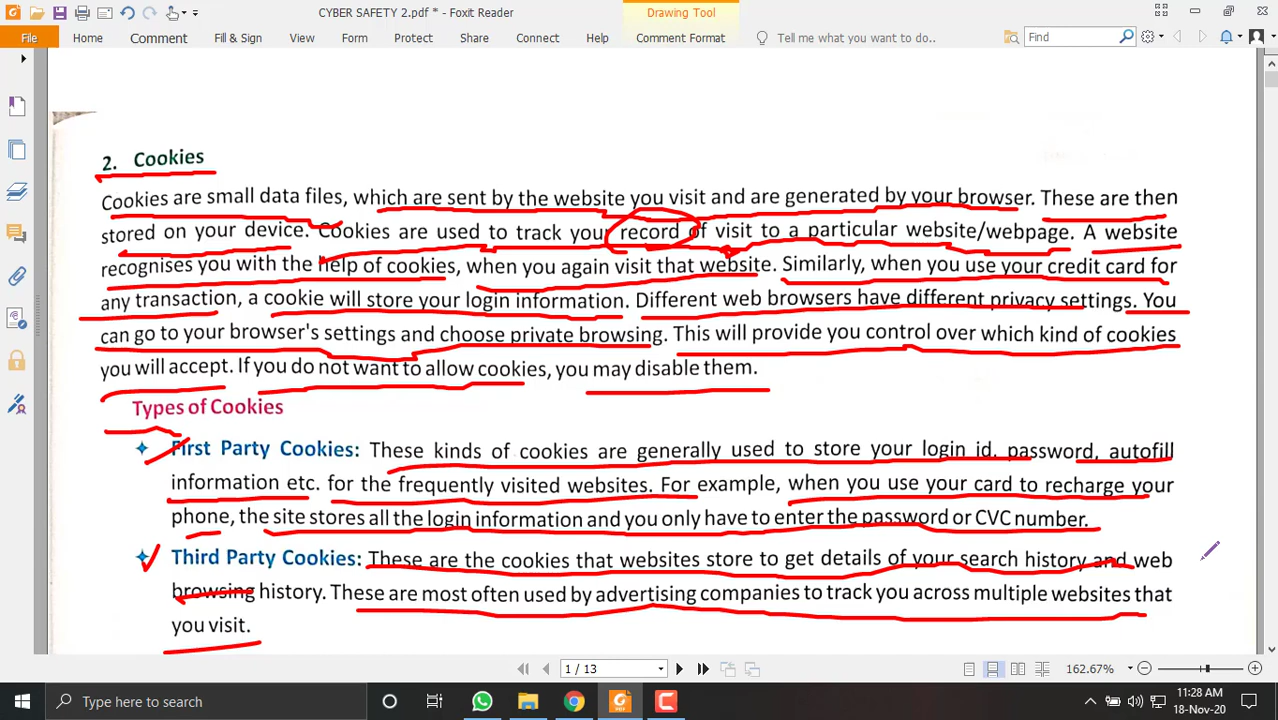 CYBER SAFETY 2.pdf * - Foxit Reader
Drawing Tool
File Home Comment Fill & Sign View Form Protect Share Connect Help Comment Format Tell me what you want to do.. Find
2. Cookies
Cookies are small data files, which are sent by the website you visit and are generated by your browser. These are then
stored on your device. Cookies are used to track your record of visit to a particular website/webpage. A website
recognises you with the help of cookies, when you again visit that website. Similarly, when you use your credit card for
any transaction, a cookie will store your login information. Different web browsers have different privacy settings. You
can go to your browser's settings and choose private browsing. This will provide you control over which kind of cookies
you will accept. If you do not want to allow cookies, you may disable them.
Types of Cookies
First Party Cookies: These kinds of cookies are generally used to store your login id, password, autofill
information etc. for the frequently visited websites. For example, when you use your card to recharge your
phone, the site stores all the login information and you only have to enter the password or CVC number.
Third Party Cookies: These are the cookies that websites store to get details of your search history and web
browsing history. These are most often used by advertising companies to track you across multiple websites that
you visit.
1 / 13
162.67%
Type here to search
11:28 AM
18-Nov-20